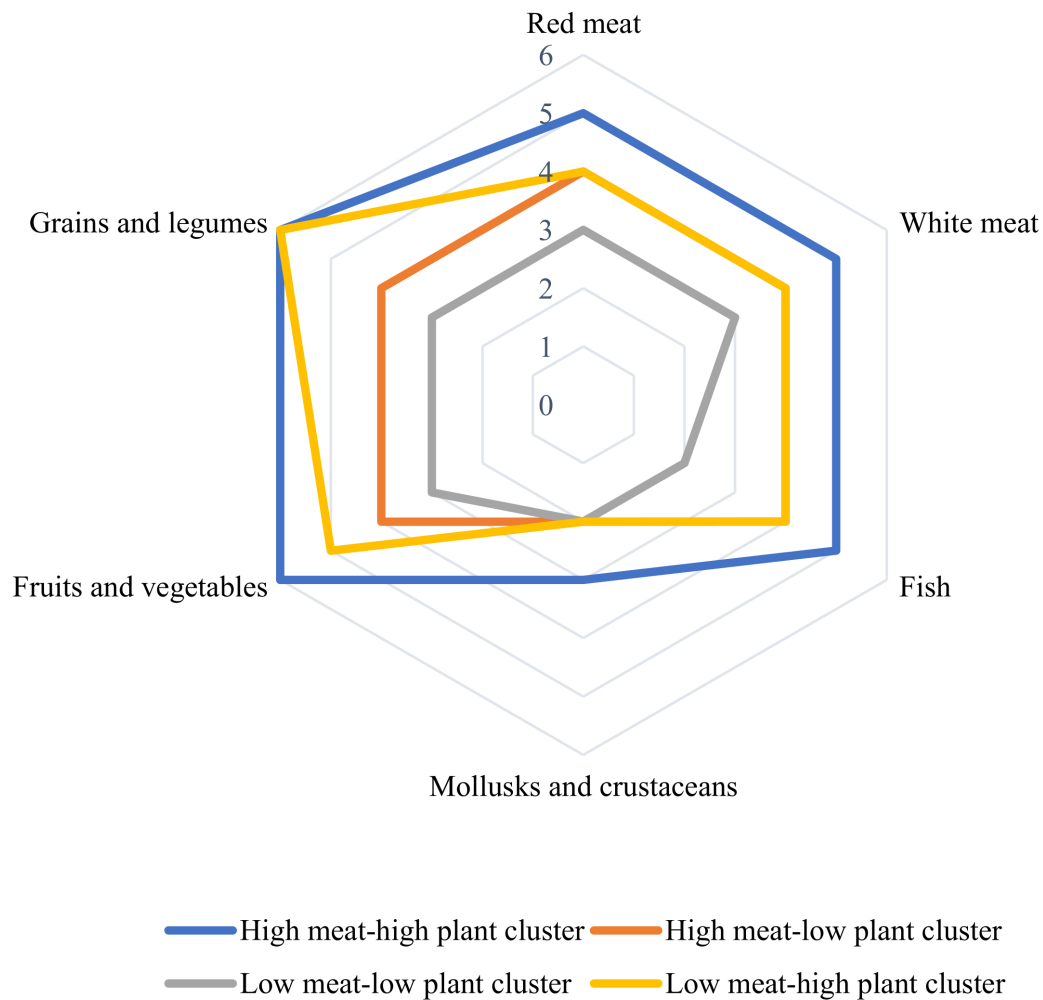 Red meat
6
5
4
3
2
1
0
White meat
Fish
Mollusks and crustaceans
Fruits and vegetables
Grains and legumes
High meat-high plant cluster
High meat-low plant cluster
Low meat-low plant cluster
Low meat-high plant cluster